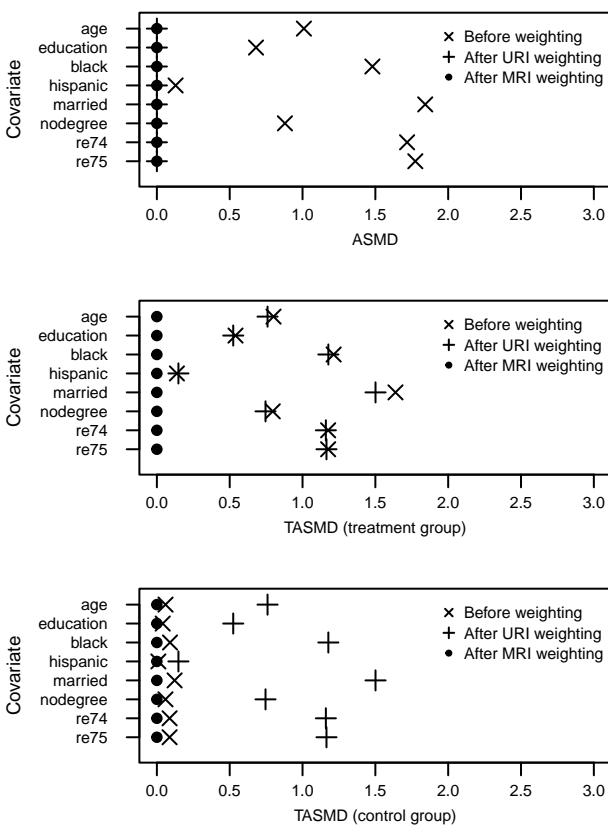 Covariate
age
education
black
hispanic
married
nodegree
re74
re75
Before weighting
After URI weighting
After MRI weighting
0.0 0.5 1.0 1.5 2.0 2.5 3.0
ASMD
Covariate
age
education
black
hispanic
married
nodegree
re74
re75
Before weighting
After URI weighting
After MRI weighting
0.0 0.5 1.0 1.5 2.0 2.5 3.0
TASMD (treatment group)
Covariate
age
education
black
hispanic
married
nodegree
re74
re75
Before weighting
After URI weighting
After MRI weighting
0.0 0.5 1.0 1.5 2.0 2.5 3.0
TASMD (control group)